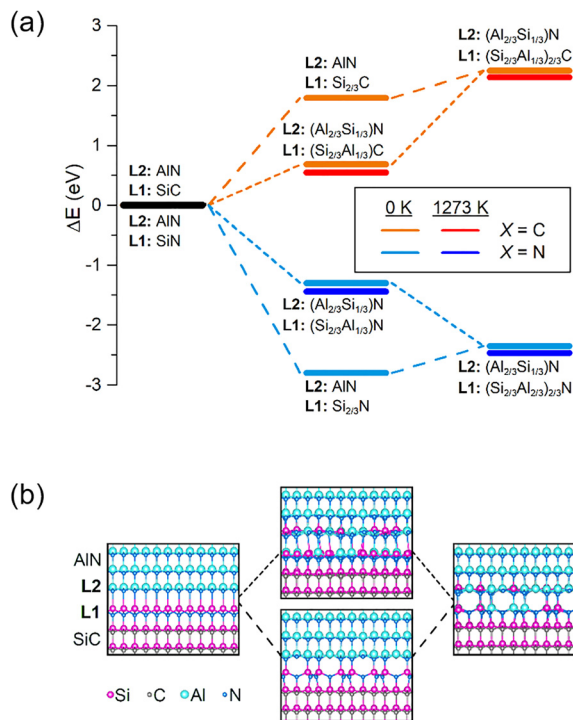 (a)
3
2
1
0
-1
-2
-3
ΔE (eV)
L2: AlN
L1: SiC
L2: AlN
L1: SiN
L2: AlN
L1: Si2/3C
L2: (Al2/3Si1/3)N
L1: (Si2/3Al1/3)C
L2: (Al2/3Si1/3)N
L1: (Si2/3Al1/3)2/3C
0 K 1273 K
X = C
X = N
L2: (Al2/3Si1/3)N
L1: (Si2/3Al1/3)N
L2: AlN
L1: Si2/3N
L2: (Al2/3Si1/3)N
L1: (Si2/3Al2/3)2/3N
(b)
AlN
L2
L1
SiC
Si C Al N